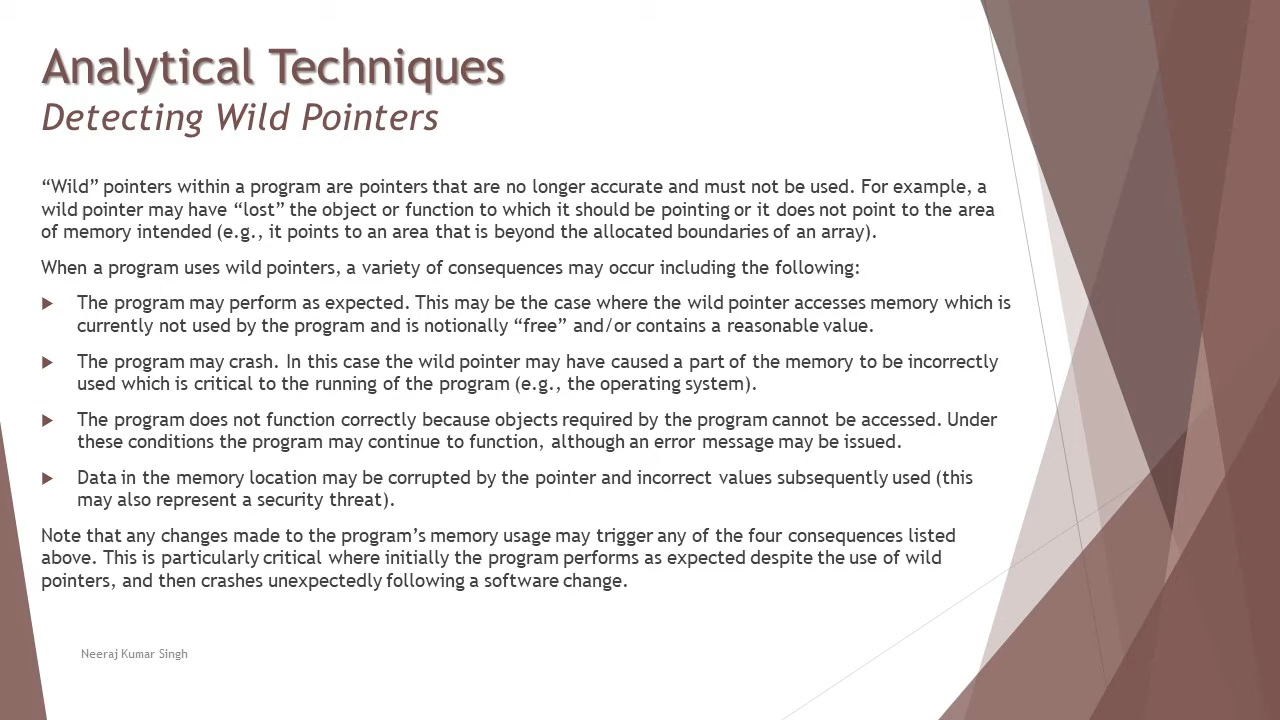 Analytical Techniques
Detecting Wild Pointers
“Wild” pointers within a program are pointers that are no longer accurate and must not be used. For example, a
wild pointer may have “lost” the object or function to which it should be pointing or it does not point to the area
of memory intended (e.g., it points to an area that is beyond the allocated boundaries of an array).
When a program uses wild pointers, a variety of consequences may occur including the following:
The program may perform as expected. This may be the case where the wild pointer accesses memory which is
currently not used by the program and is notionally “free” and/or contains a reasonable value.
The program may crash. In this case the wild pointer may have caused a part of the memory to be incorrectly
used which is critical to the running of the program (e.g., the operating system).
The program does not function correctly because objects required by the program cannot be accessed. Under
these conditions the program may continue to function, although an error message may be issued.
Data in the memory location may be corrupted by the pointer and incorrect values subsequently used (this
may also represent a security threat).
Note that any changes made to the program’s memory usage may trigger any of the four consequences listed
above. This is particularly critical where initially the program performs as expected despite the use of wild
pointers, and then crashes unexpectedly following a software change.
Neeraj Kumar Singh